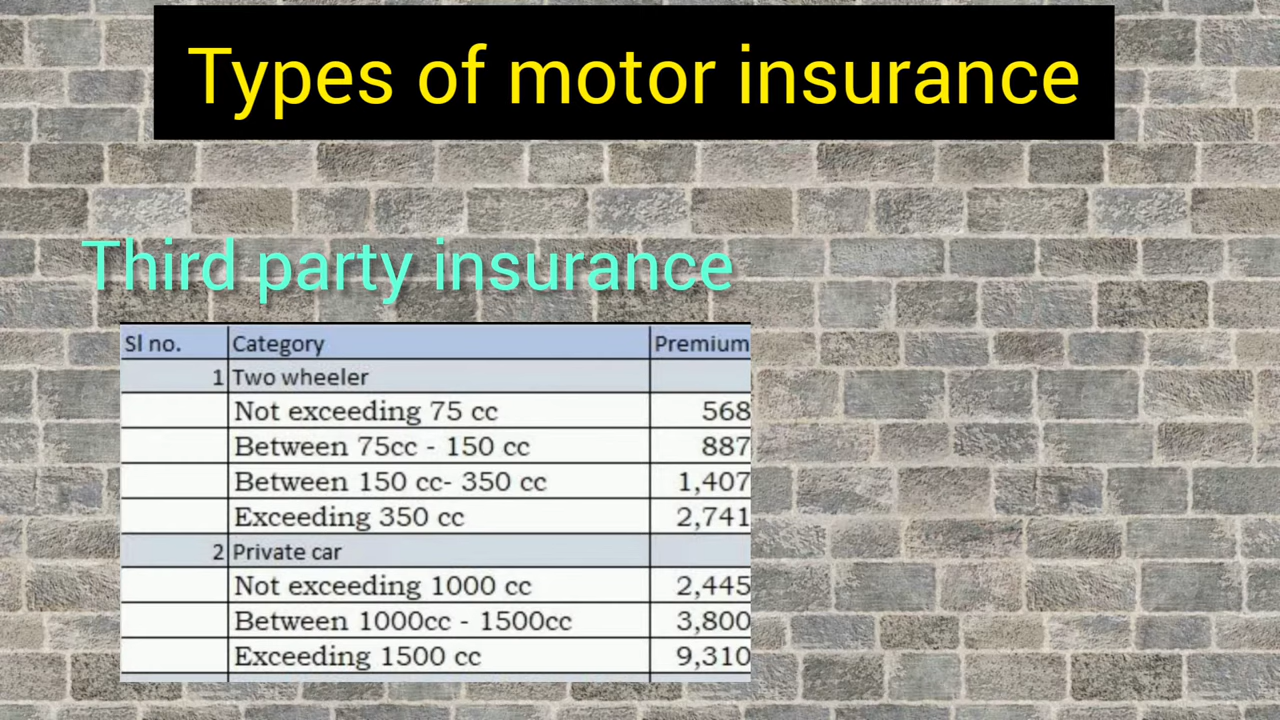 Types of motor insurance
Third party insurance
Sl no. Category Premium
1 Two wheeler
Not exceeding 75 cc 568
Between 75cc - 150 cc 887
Between 150 cc- 350 cc 1,407
Exceeding 350 cc 2,741
2 Private car
Not exceeding 1000 cc 2,445
Between 1000cc - 1500cc 3,800
Exceeding 1500 cc 9,310